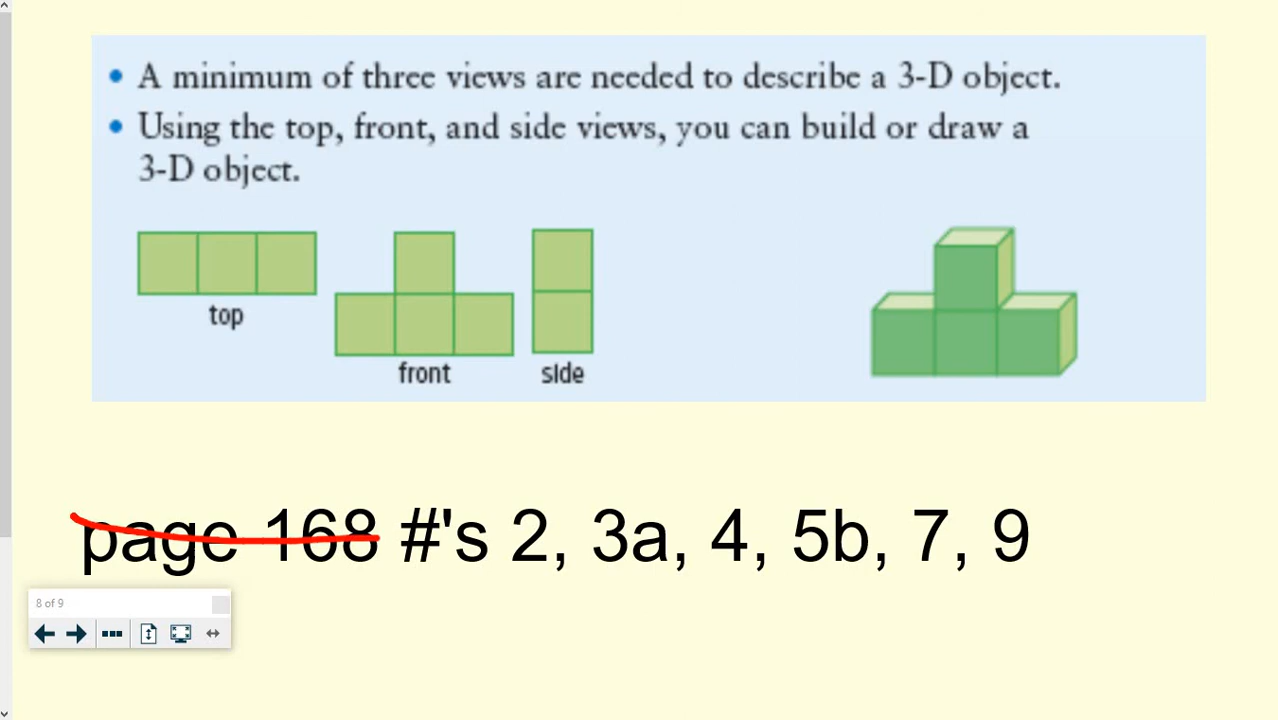 • A minimum of three views are needed to describe a 3-D object.
• Using the top, front, and side views, you can build or draw a
3-D object.
top
front
side
page 168 #'s 2, 3a, 4, 5b, 7, 9
8 of 9